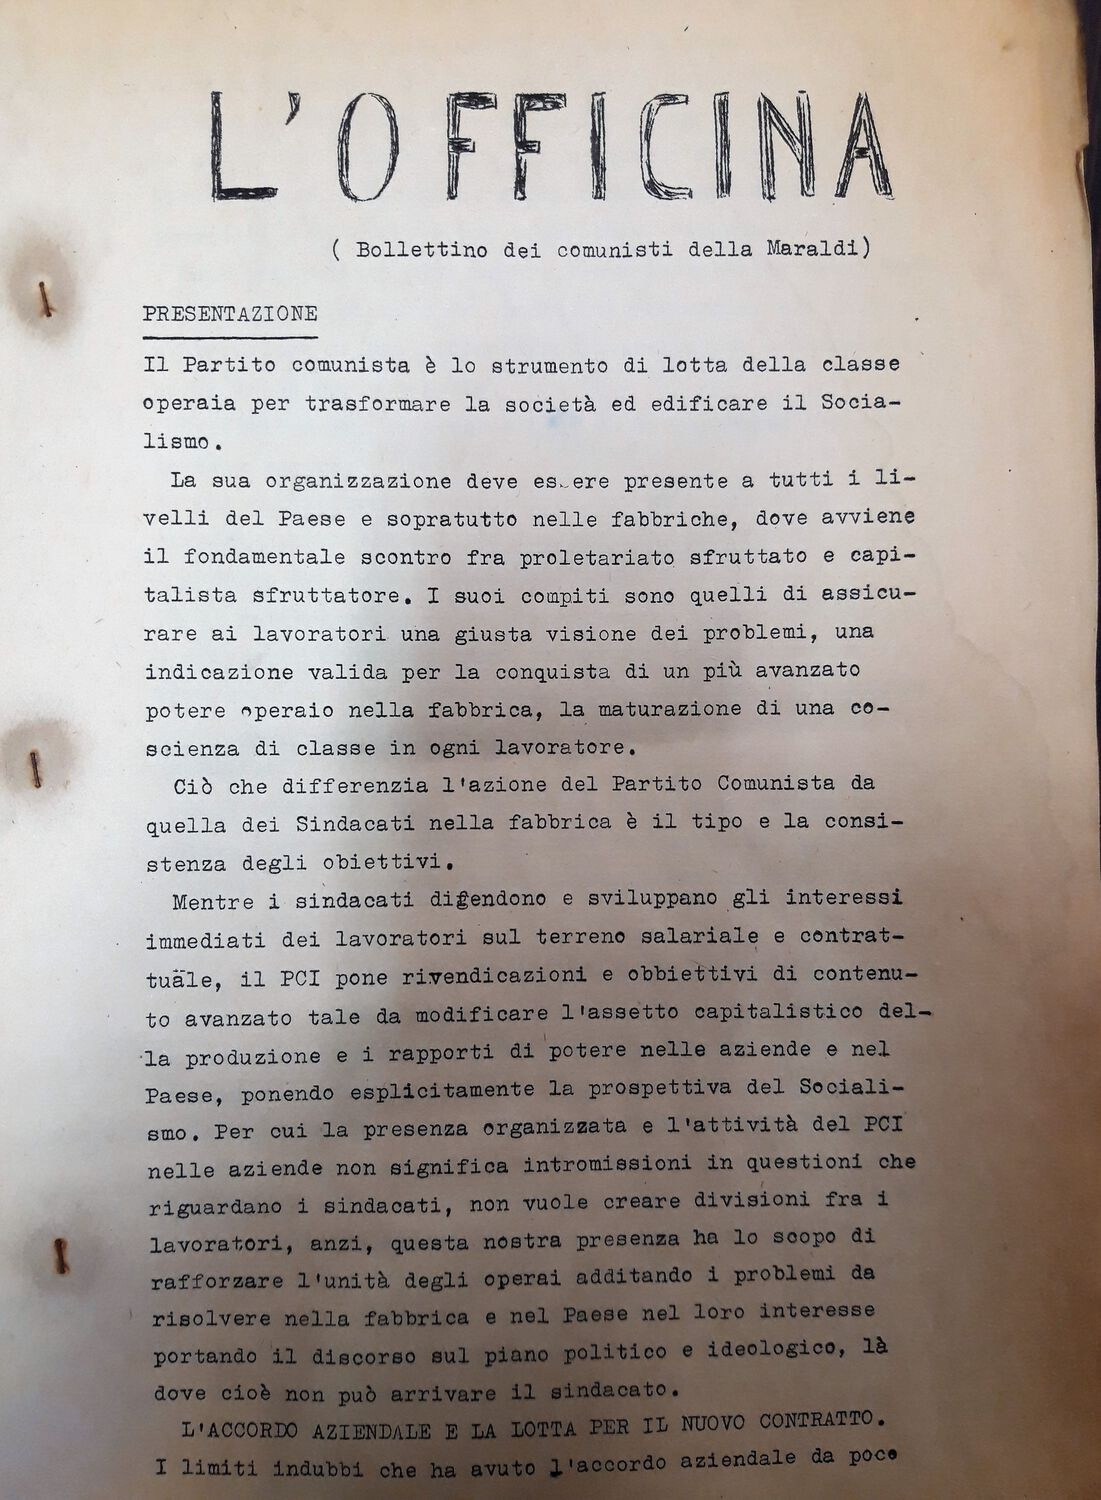 L'OFFICINA
( Bollettino dei comunisti della Maraldi)
PRESENTAZIONE
Il Partito comunista è lo strumento di lotta della classe
operaia per trasformare la società ed edificare il Socia-
lismo.
La sua organizzazione deve es ere presente a tutti i li-
velli del Paese e sopratutto nelle fabbriche, dove avviene
il fondamentale scontro fra proletariato sfruttato e capi-
talista sfruttatore. I suoi compiti sono quelli di assicu-
rare ai lavoratori una giusta visione dei problemi, una
indicazione valida per la conquista di un più avanzato
potere operaio nella fabbrica, la maturazione di una co-
scienza di classe in ogni lavoratore.
Ciò che differenzia l'azione del Partito Comunista da
quella dei Sindacati nella fabbrica è il tipo e la consi-
stenza degli obiettivi.
Mentre i sindacati difendono e sviluppano gli interessi
immediati dei lavoratori sul terreno salariale e contrat-
tuale, il PCI pone rivendicazioni e obbiettivi di contenu-
to avanzato tale da modificare l'assetto capitalistico del-
la produzione e i rapporti di potere nelle aziende e nel
Paese, ponendo esplicitamente la prospettiva del Sociali-
smo. Per cui la presenza organizzata e l'attività del PCI
nelle aziende non significa intromissioni in questioni che
riguardano i sindacati, non vuole creare divisioni fra i
lavoratori, anzi, questa nostra presenza ha lo scopo di
rafforzare l'unità degli operai additando i problemi da
risolvere nella fabbrica e nel Paese nel loro interesse
portando il discorso sul piano politico e ideologico, là
dove cioè non può arrivare il sindacato.
L'ACCORDO AZIENDALE E LA LOTTA PER IL NUOVO CONTRATTO.
I limiti indubbi che ha avuto l'accordo aziendale da poco